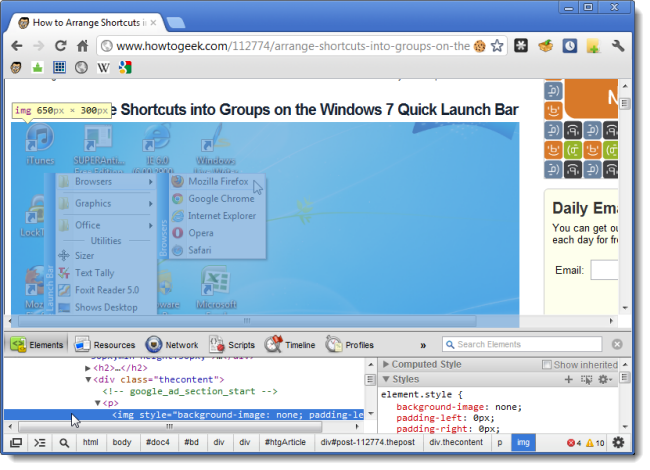 How to Arrange Shortcuts i
www.howtogeek.com/112774/arrange-shortcuts-into-groups-on-the
W
img 650px × 300px
e Shortcuts into Groups on the Windows 7 Quick Launch Bar
iTunes
SUPERAnti...
IE 6.0
Windows
Browsers
Graphics
Office
Utilities
Sizer
Text Tally
Foxit Reader 5.0
Shows Desktop
Launch Bar
Browsers
Mozilla Firefox
Google Chrome
Internet Explorer
Opera
Safari
Lockl
Moz
ware
Microsoft
Daily Ema
You can get ou
each day for fre
Email:
Elements
Resources
Network
Scripts
Timeline
Profiles
»
Search Elements
▶<h2>…</h2>
▼<div class="thecontent">
<!-- google_ad_section_start -->
▼<p>
<img style="background-image: none; padding-le
Computed Style
Show inherited
Styles
element.style {
background-image: none;
padding-left: 0px;
padding-right: 0px;
html
body
#doc4
#bd
div
div
#htgArticle
div#post-112774.thepost
div.thecontent
p
img
4
10